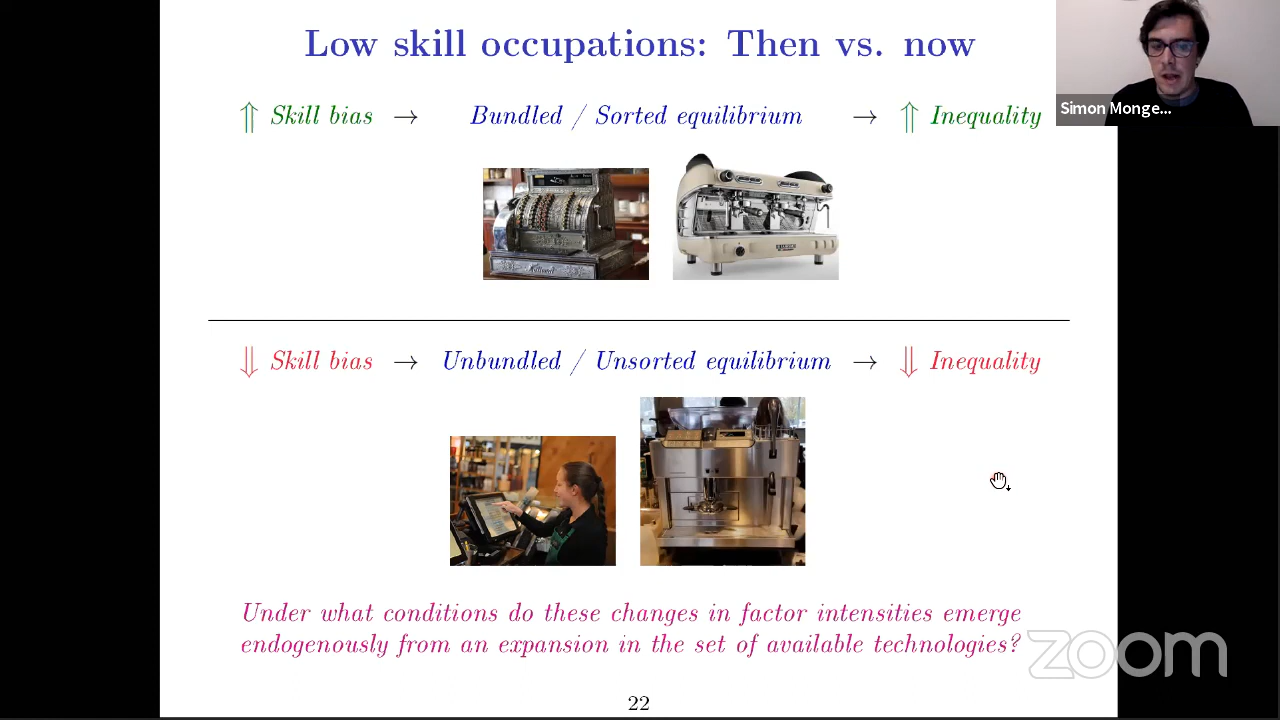 Low skill occupations: Then vs. now
Simon Monge...
⇑ Skill bias → Bundled / Sorted equilibrium → ⇑ Inequality
National
⇓ Skill bias → Unbundled / Unsorted equilibrium → ⇓ Inequality
Under what conditions do these changes in factor intensities emerge
endogenously from an expansion in the set of available technologies?
zoom
22